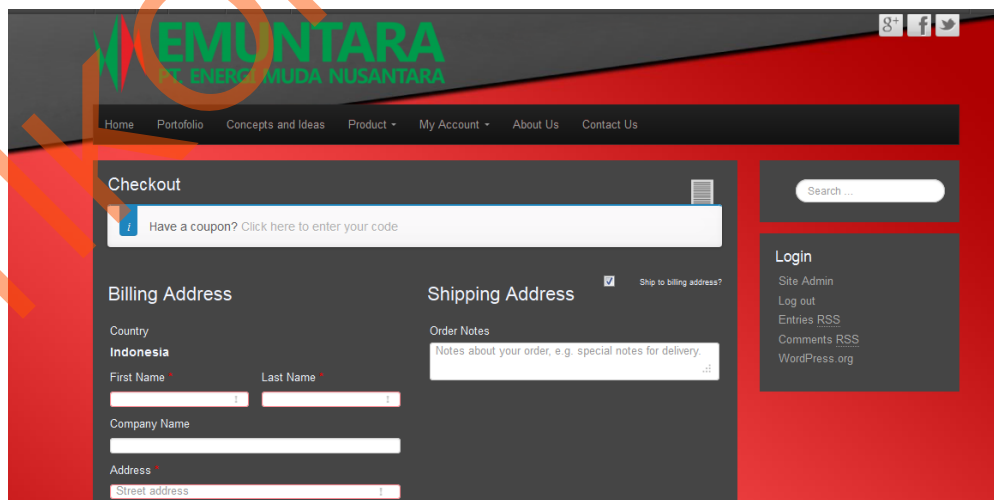 EMUNTARA
PT. ENERGI MUDA NUSANTARA
Home Portofolio Concepts and Ideas Product My Account About Us Contact Us
Checkout
Have a coupon? Click here to enter your code
Billing Address
Country
Indonesia
First Name * Last Name *
Company Name
Address *
Street address
Shipping Address
Ship to billing address?
Order Notes
Notes about your order, e.g. special notes for delivery.
Search ...
Login
Site Admin
Log out
Entries RSS
Comments RSS
WordPress.org